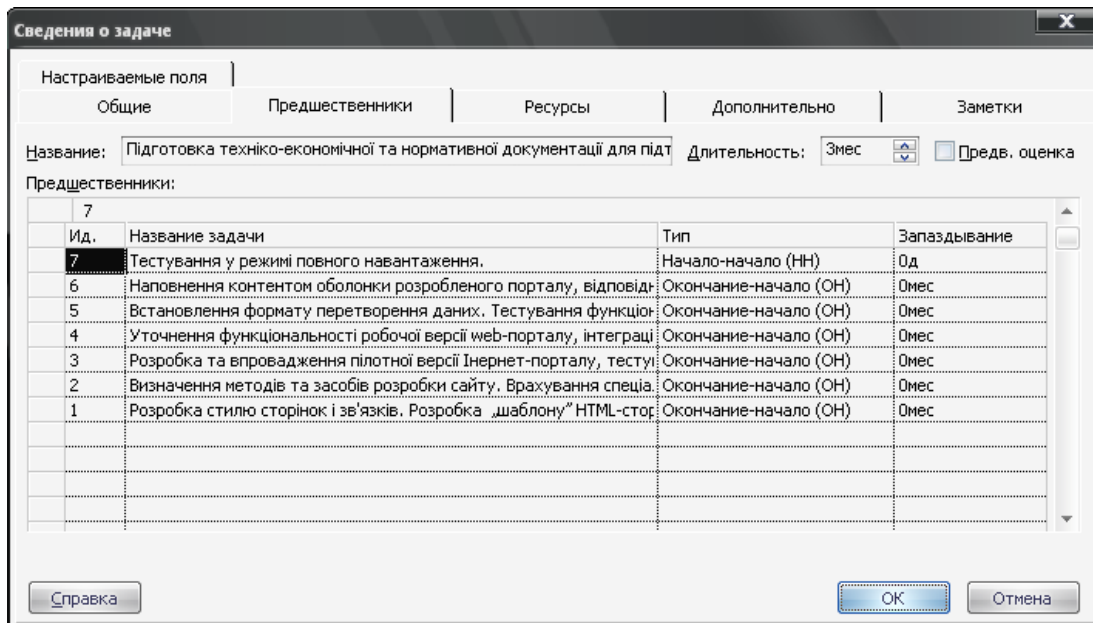 Сведения о задаче
Настраиваемые поля
Общие Предшественники Ресурсы Дополнительно Заметки
Название: Підготовка техніко-економічної та нормативної документації для підт Длительность: 3мес Предв. оценка
Предшественники:
7
Ид. Название задачи Тип Запаздывание
7 Тестування у режимі повного навантаження. Начало-начало (НН) 0д
6 Наповнення контентом оболонки розробленого порталу, відповідн Окончание-начало (ОН) 0мес
5 Встановлення формату перетворення даних. Тестування функціон Окончание-начало (ОН) 0мес
4 Уточнення функціональності робочої версії web-порталу, інтеграці Окончание-начало (ОН) 0мес
3 Розробка та впровадження пілотної версії Інернет-порталу, тесту Окончание-начало (ОН) 0мес
2 Визначення методів та засобів розробки сайту. Врахування спеціа. Окончание-начало (ОН) 0мес
1 Розробка стилю сторінок і зв'язків. Розробка „шаблону" HTML-стор Окончание-начало (ОН) 0мес
Справка ОК Отмена